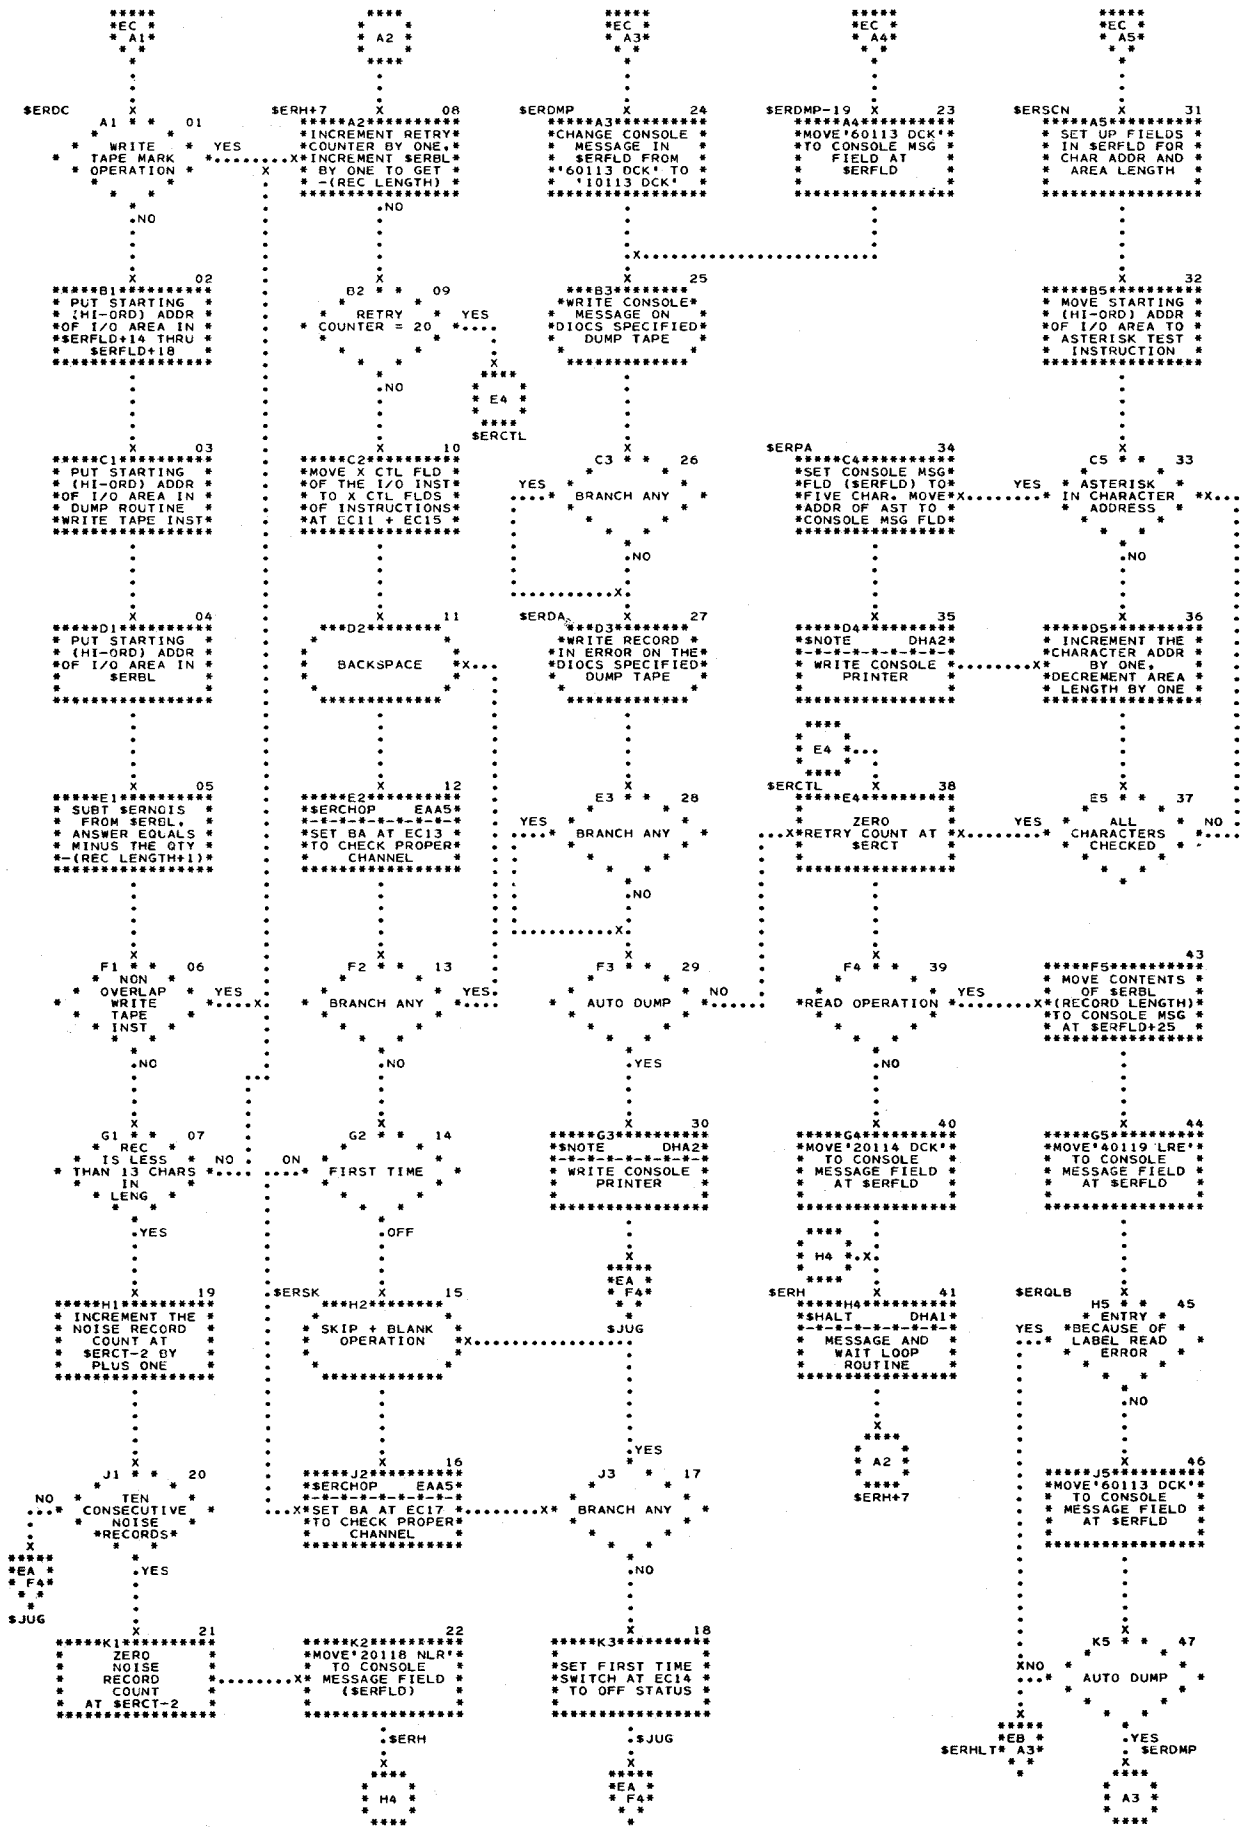 EC A1
A2
EC A3
EC A4
EC A5
$ERDC
A1 01
WRITE
TAPE MARK
OPERATION
YES
NO
$ERH+7
A2 08
INCREMENT RETRY
COUNTER BY ONE,
INCREMENT $ERBL
BY ONE TO GET
-(REC LENGTH)
NO
$ERDMP
A3 24
CHANGE CONSOLE
MESSAGE IN
$ERFLD FROM
'60113 DCK' TO
'10113 DCK'
$ERDMP-19
A4 23
MOVE'60113 DCK'
TO CONSOLE MSG
FIELD AT
$ERFLD
$ERSCN
A5 31
SET UP FIELDS
IN $ERFLD FOR
CHAR ADDR AND
AREA LENGTH
B1 02
PUT STARTING
(HI-ORD) ADDR
OF I/O AREA IN
$ERFLD+14 THRU
$ERFLD+18
B2 09
RETRY
COUNTER = 20
YES
NO
E4
$ERCTL
B3 25
WRITE CONSOLE
MESSAGE ON
DIOCS SPECIFIED
DUMP TAPE
B5 32
MOVE STARTING
(HI-ORD) ADDR
OF I/O AREA TO
ASTERISK TEST
INSTRUCTION
C1 03
PUT STARTING
(HI-ORD) ADDR
OF I/O AREA IN
DUMP ROUTINE
WRITE TAPE INST
C2 10
MOVE X CTL FLD
OF THE I/O INST
TO X CTL FLDS
OF INSTRUCTIONS
AT EC11 + EC15
C3 26
YES
BRANCH ANY
NO
$ERPA
C4 34
SET CONSOLE MSG
FLD ($ERFLD) TO
FIVE CHAR. MOVE
ADDR OF AST TO
CONSOLE MSG FLD
C5 33
YES
ASTERISK
IN CHARACTER
ADDRESS
NO
D1 04
PUT STARTING
(HI-ORD) ADDR
OF I/O AREA IN
$ERBL
D2 11
BACKSPACE
$ERDA
D3 27
WRITE RECORD
IN ERROR ON THE
DIOCS SPECIFIED
DUMP TAPE
D4 35
$NOTE DHA2
WRITE CONSOLE
PRINTER
D5 36
INCREMENT THE
CHARACTER ADDR
BY ONE,
DECREMENT AREA
LENGTH BY ONE
E4
E1 05
SUBT $ERNOIS
FROM $ERBL,
ANSWER EQUALS
MINUS THE QTY
-(REC LENGTH+1)
E2 12
$ERCHOP EAA5
SET BA AT EC13
TO CHECK PROPER
CHANNEL
E3 28
YES
BRANCH ANY
NO
$ERCTL
E4 38
ZERO
RETRY COUNT AT
$ERCT
E5 37
YES
ALL
CHARACTERS
CHECKED
NO
F1 06
NON
OVERLAP
WRITE
TAPE
INST
YES
NO
F2 13
BRANCH ANY
YES
NO
F3 29
AUTO DUMP
NO
YES
F4 39
READ OPERATION
YES
NO
F5 43
MOVE CONTENTS
OF $ERBL
(RECORD LENGTH)
TO CONSOLE MSG
AT $ERFLD+25
G1 07
REC
IS LESS
THAN 13 CHARS
IN
LENG
NO
YES
G2 14
ON
FIRST TIME
OFF
G3 30
$NOTE DHA2
WRITE CONSOLE
PRINTER
EA F4
$JUG
G4 40
MOVE'20114 DCK'
TO CONSOLE
MESSAGE FIELD
AT $ERFLD
H4
G5 44
MOVE'40119 LRE'
TO CONSOLE
MESSAGE FIELD
AT $ERFLD
H1 19
INCREMENT THE
NOISE RECORD
COUNT AT
$ERCT-2 BY
PLUS ONE
$ERSK
H2 15
SKIP + BLANK
OPERATION
$ERH
H4 41
$HALT DHA1
MESSAGE AND
WAIT LOOP
ROUTINE
A2
$ERH+7
$ERQLB
H5 45
YES
ENTRY
BECAUSE OF
LABEL READ
ERROR
NO
J1 20
NO
TEN
CONSECUTIVE
NOISE
RECORDS
YES
EA F4
$JUG
J2 16
$ERCHOP EAA5
SET BA AT EC17
TO CHECK PROPER
CHANNEL
YES
J3 17
BRANCH ANY
NO
J5 46
MOVE'60113 DCK'
TO CONSOLE
MESSAGE FIELD
AT $ERFLD
K1 21
ZERO
NOISE
RECORD
COUNT
AT $ERCT-2
K2 22
MOVE'20118 NLR'
TO CONSOLE
MESSAGE FIELD
($ERFLD)
$ERH
H4
K3 18
SET FIRST TIME
SWITCH AT EC14
TO OFF STATUS
$JUG
EA F4
K5 47
NO
AUTO DUMP
YES
$ERDMP
A3
EB
$ERHLT A3